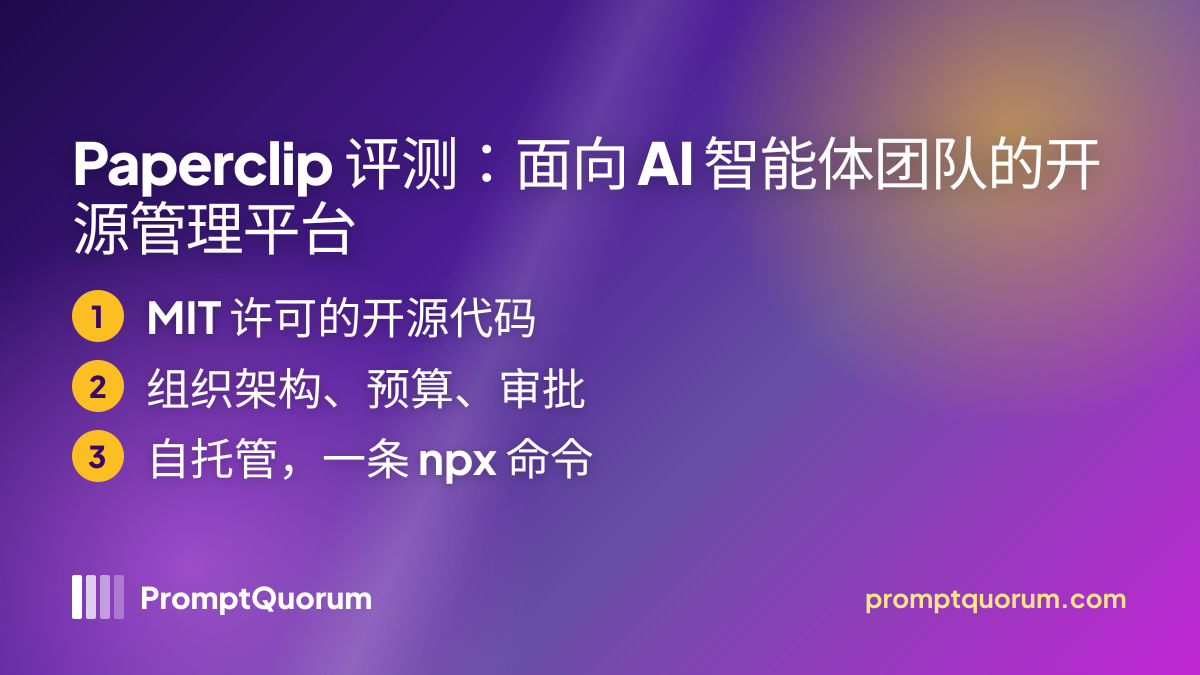 Paperclip 评测：面向 AI 智能体团队的开
源管理平台
1 MIT 许可的开源代码
2 组织架构、预算、审批
3 自托管，一条 npx 命令
PromptQuorum
promptquorum.com